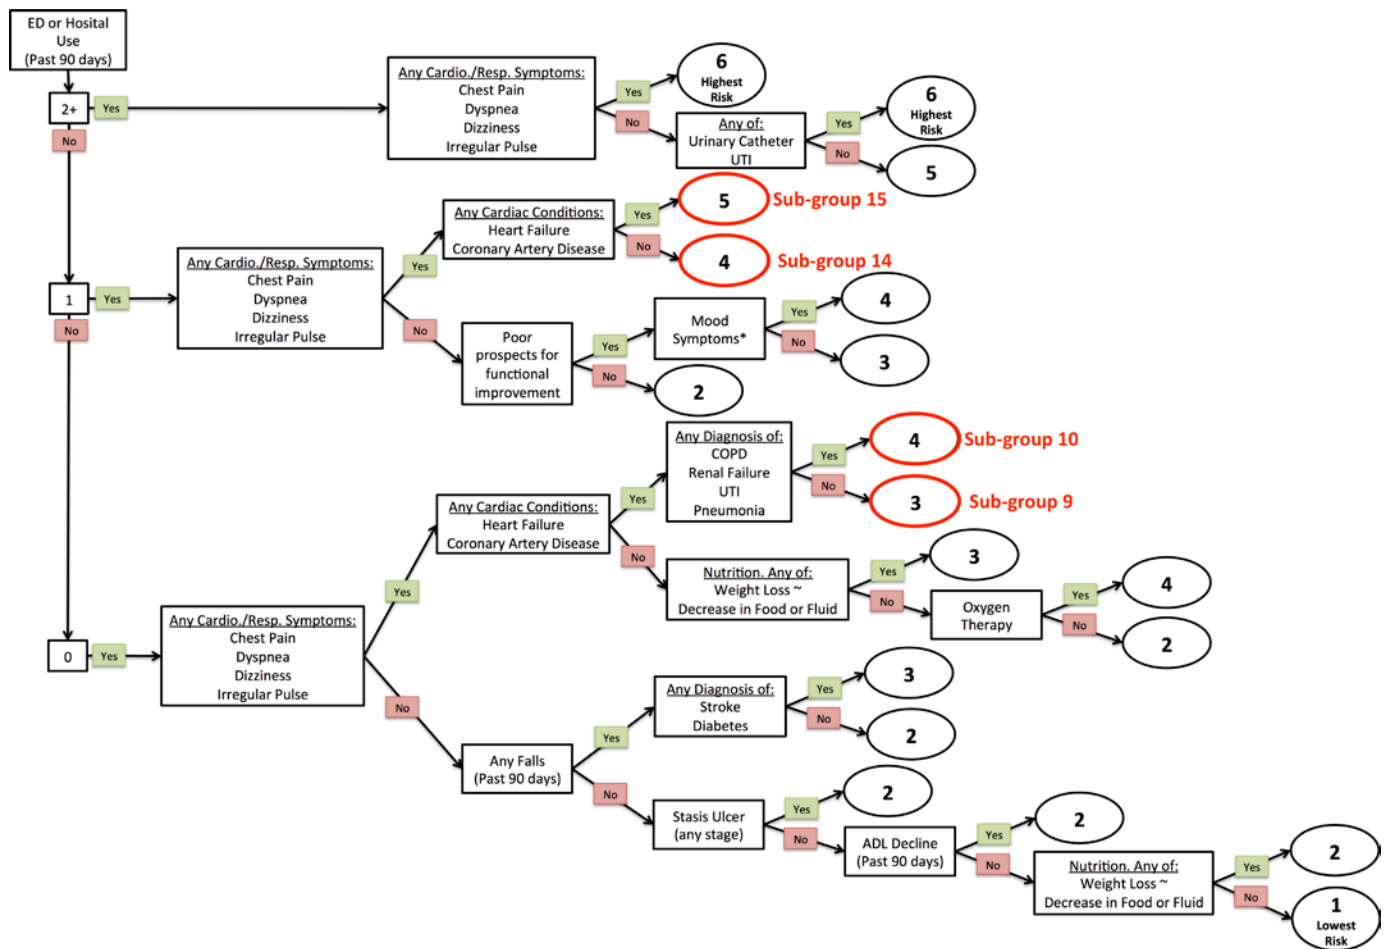 ED or Hosital
Use
(Past 90 days)
2+
Yes
No
Any Cardio./Resp. Symptoms:
Chest Pain
Dyspnea
Dizziness
Irregular Pulse
Yes
No
6
Highest
Risk
Any of:
Urinary Catheter
UTI
Yes
No
6
Highest
Risk
5
1
Yes
No
Any Cardio./Resp. Symptoms:
Chest Pain
Dyspnea
Dizziness
Irregular Pulse
Yes
No
Any Cardiac Conditions:
Heart Failure
Coronary Artery Disease
Yes
No
5
Sub-group 15
4
Sub-group 14
Poor
prospects for
functional
improvement
Yes
No
Mood
Symptoms*
Yes
No
4
3
2
0
Yes
Any Cardio./Resp. Symptoms:
Chest Pain
Dyspnea
Dizziness
Irregular Pulse
Yes
No
Any Cardiac Conditions:
Heart Failure
Coronary Artery Disease
Yes
No
Any Diagnosis of:
COPD
Renal Failure
UTI
Pneumonia
Yes
No
4
Sub-group 10
3
Sub-group 9
Nutrition. Any of:
Weight Loss ~
Decrease in Food or Fluid
Yes
No
3
Oxygen
Therapy
Yes
No
4
2
Any Falls
(Past 90 days)
Yes
No
Any Diagnosis of:
Stroke
Diabetes
Yes
No
3
2
Stasis Ulcer
(any stage)
Yes
No
2
ADL Decline
(Past 90 days)
Yes
No
2
Nutrition. Any of:
Weight Loss ~
Decrease in Food or Fluid
Yes
No
2
1
Lowest
Risk